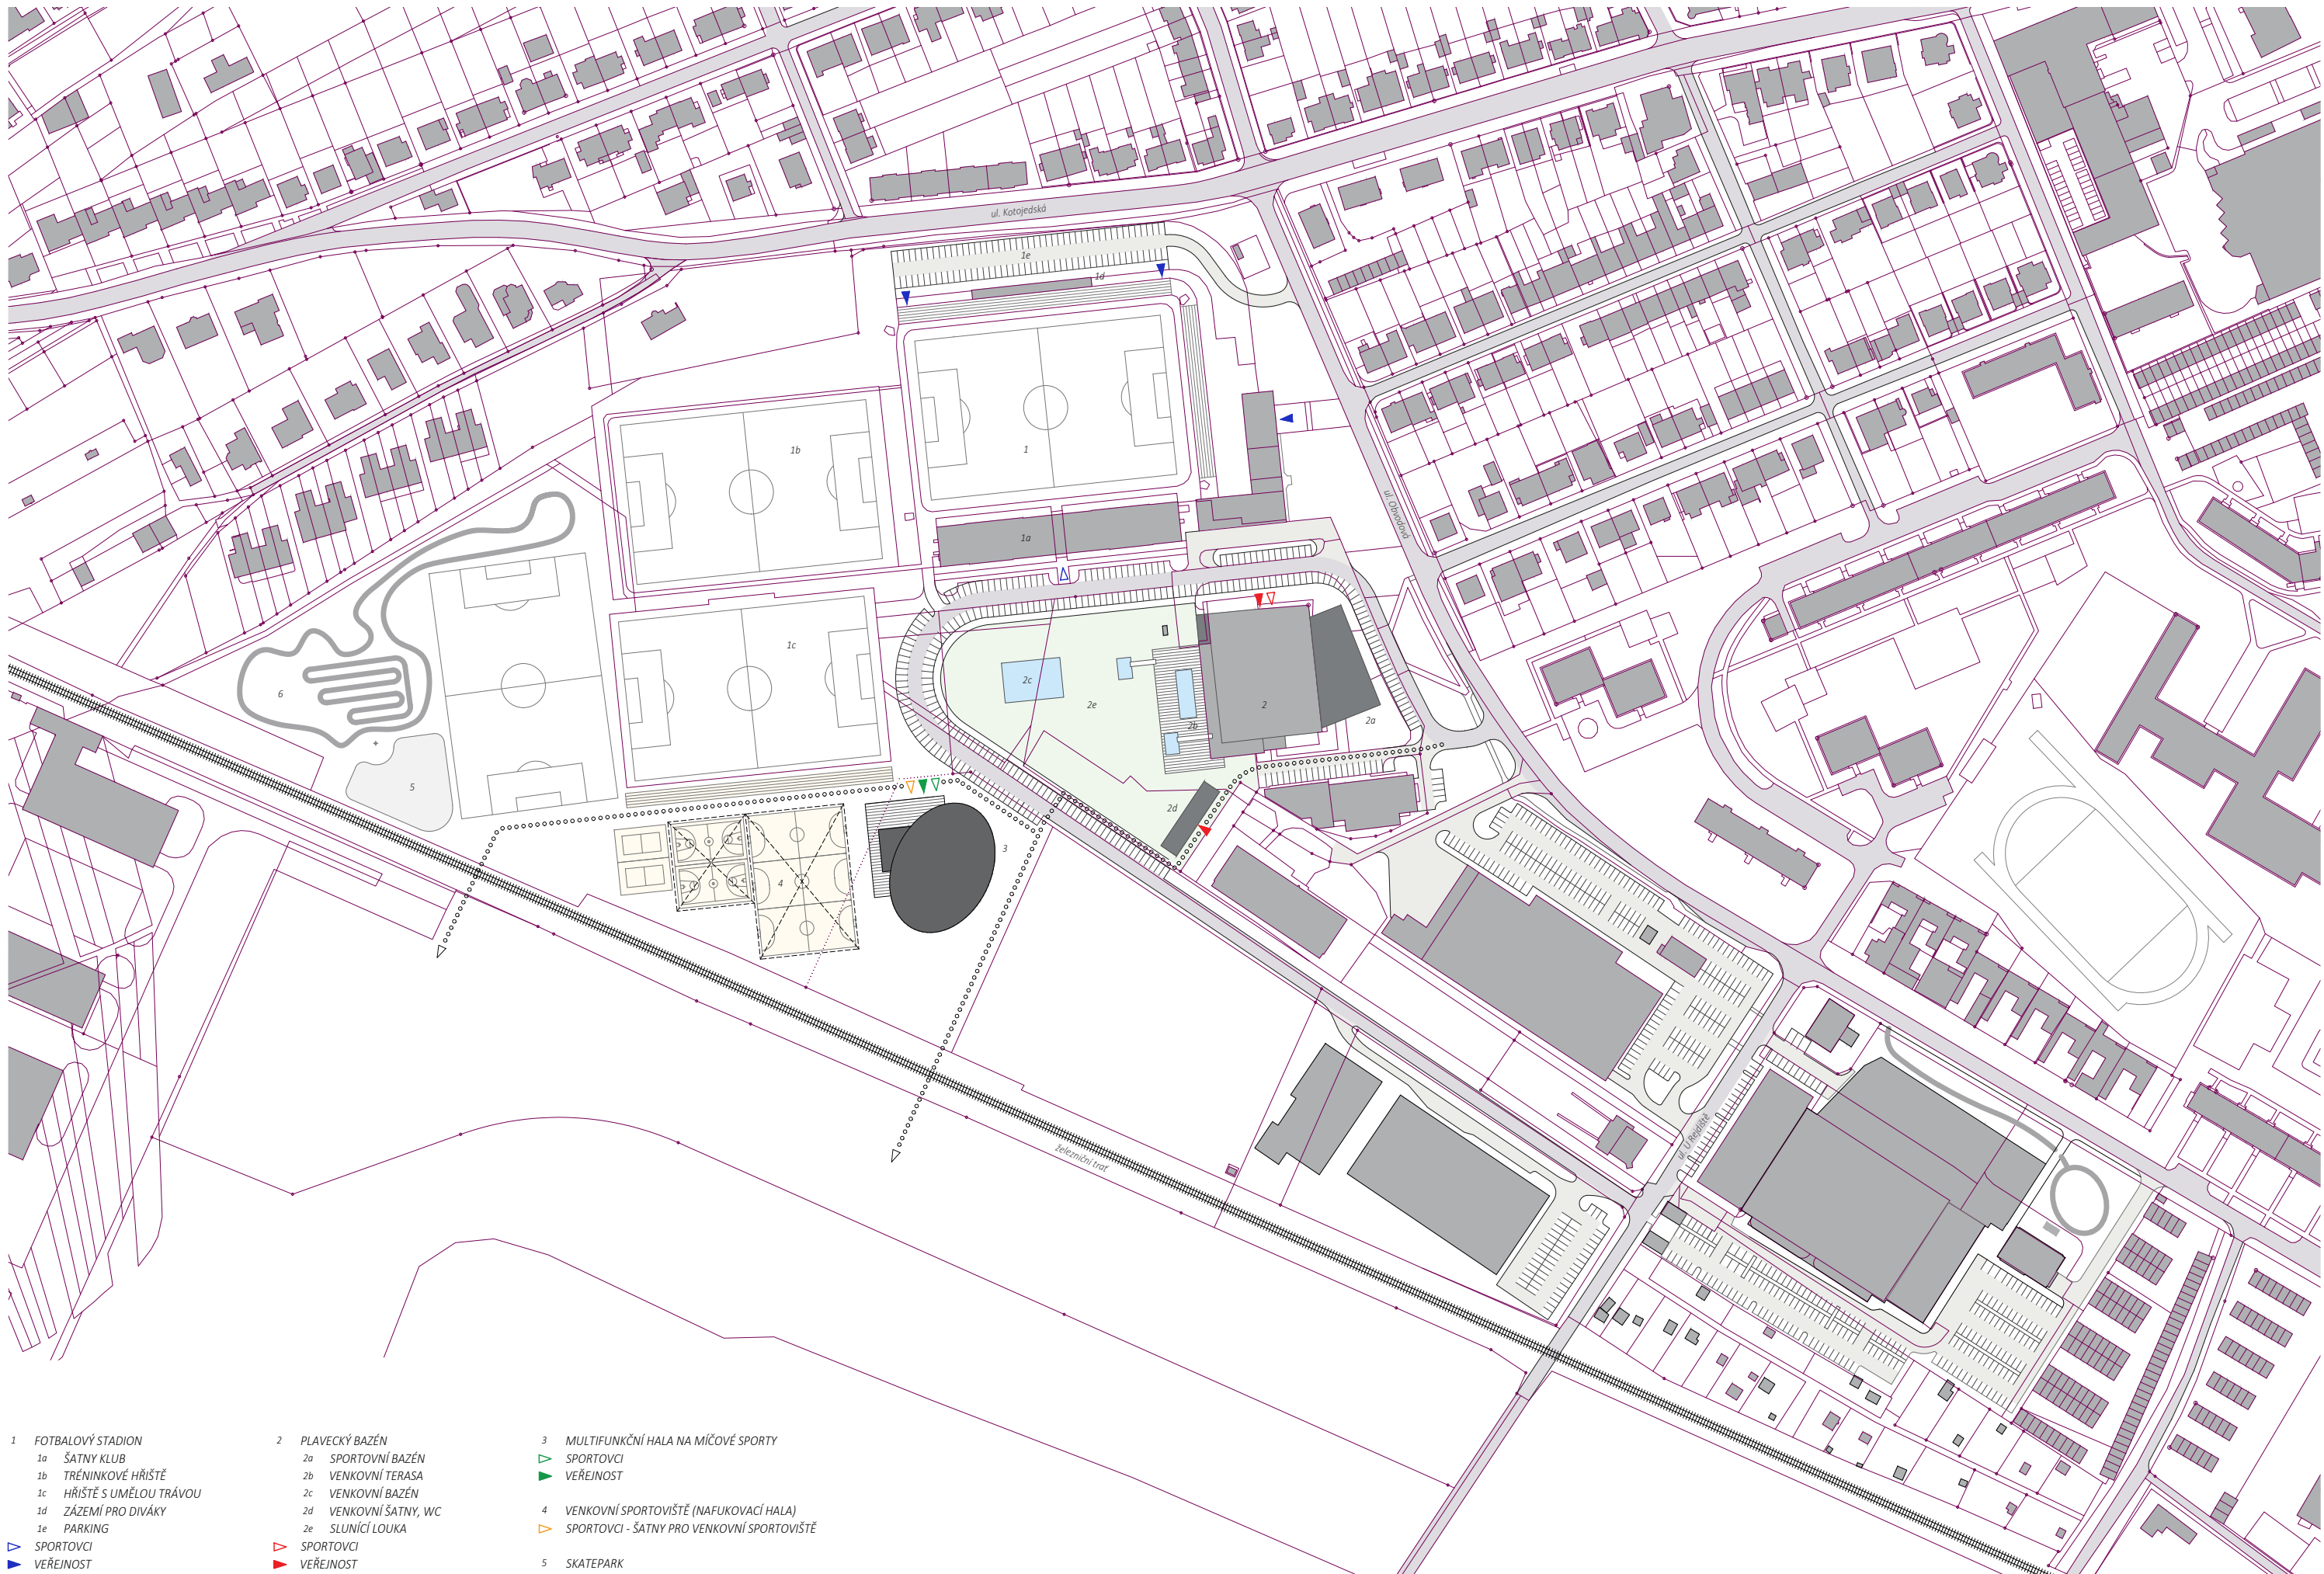 ul. Kotojedská
1e
1d
1b
1
ul. Obvodová
1a
1c
6
2c
2e
2
2b
2a
5
2d
3
4
ul. U Rejdiště
železniční trať
1 FOTBALOVÝ STADION
1a ŠATNY KLUB
1b TRÉNINKOVÉ HŘIŠTĚ
1c HŘIŠTĚ S UMĚLOU TRÁVOU
1d ZÁZEMÍ PRO DIVÁKY
1e PARKING
SPORTOVCI
VEŘEJNOST
2 PLAVECKÝ BAZÉN
2a SPORTOVNÍ BAZÉN
2b VENKOVNÍ TERASA
2c VENKOVNÍ BAZÉN
2d VENKOVNÍ ŠATNY, WC
2e SLUNÍCÍ LOUKA
SPORTOVCI
VEŘEJNOST
3 MULTIFUNKČNÍ HALA NA MÍČOVÉ SPORTY
SPORTOVCI
VEŘEJNOST
4 VENKOVNÍ SPORTOVIŠTĚ (NAFUKOVACÍ HALA)
SPORTOVCI - ŠATNY PRO VENKOVNÍ SPORTOVIŠTĚ
5 SKATEPARK